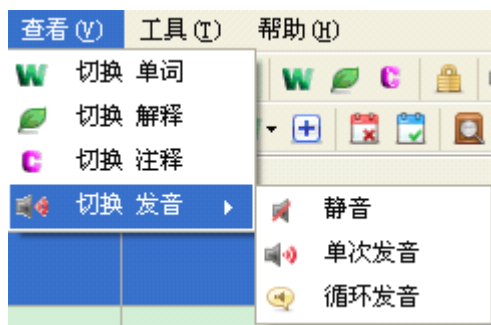 查看(V) 工具(T) 帮助(H)
切换 单词
切换 解释
切换 注释
切换 发音
静音
单次发音
循环发音